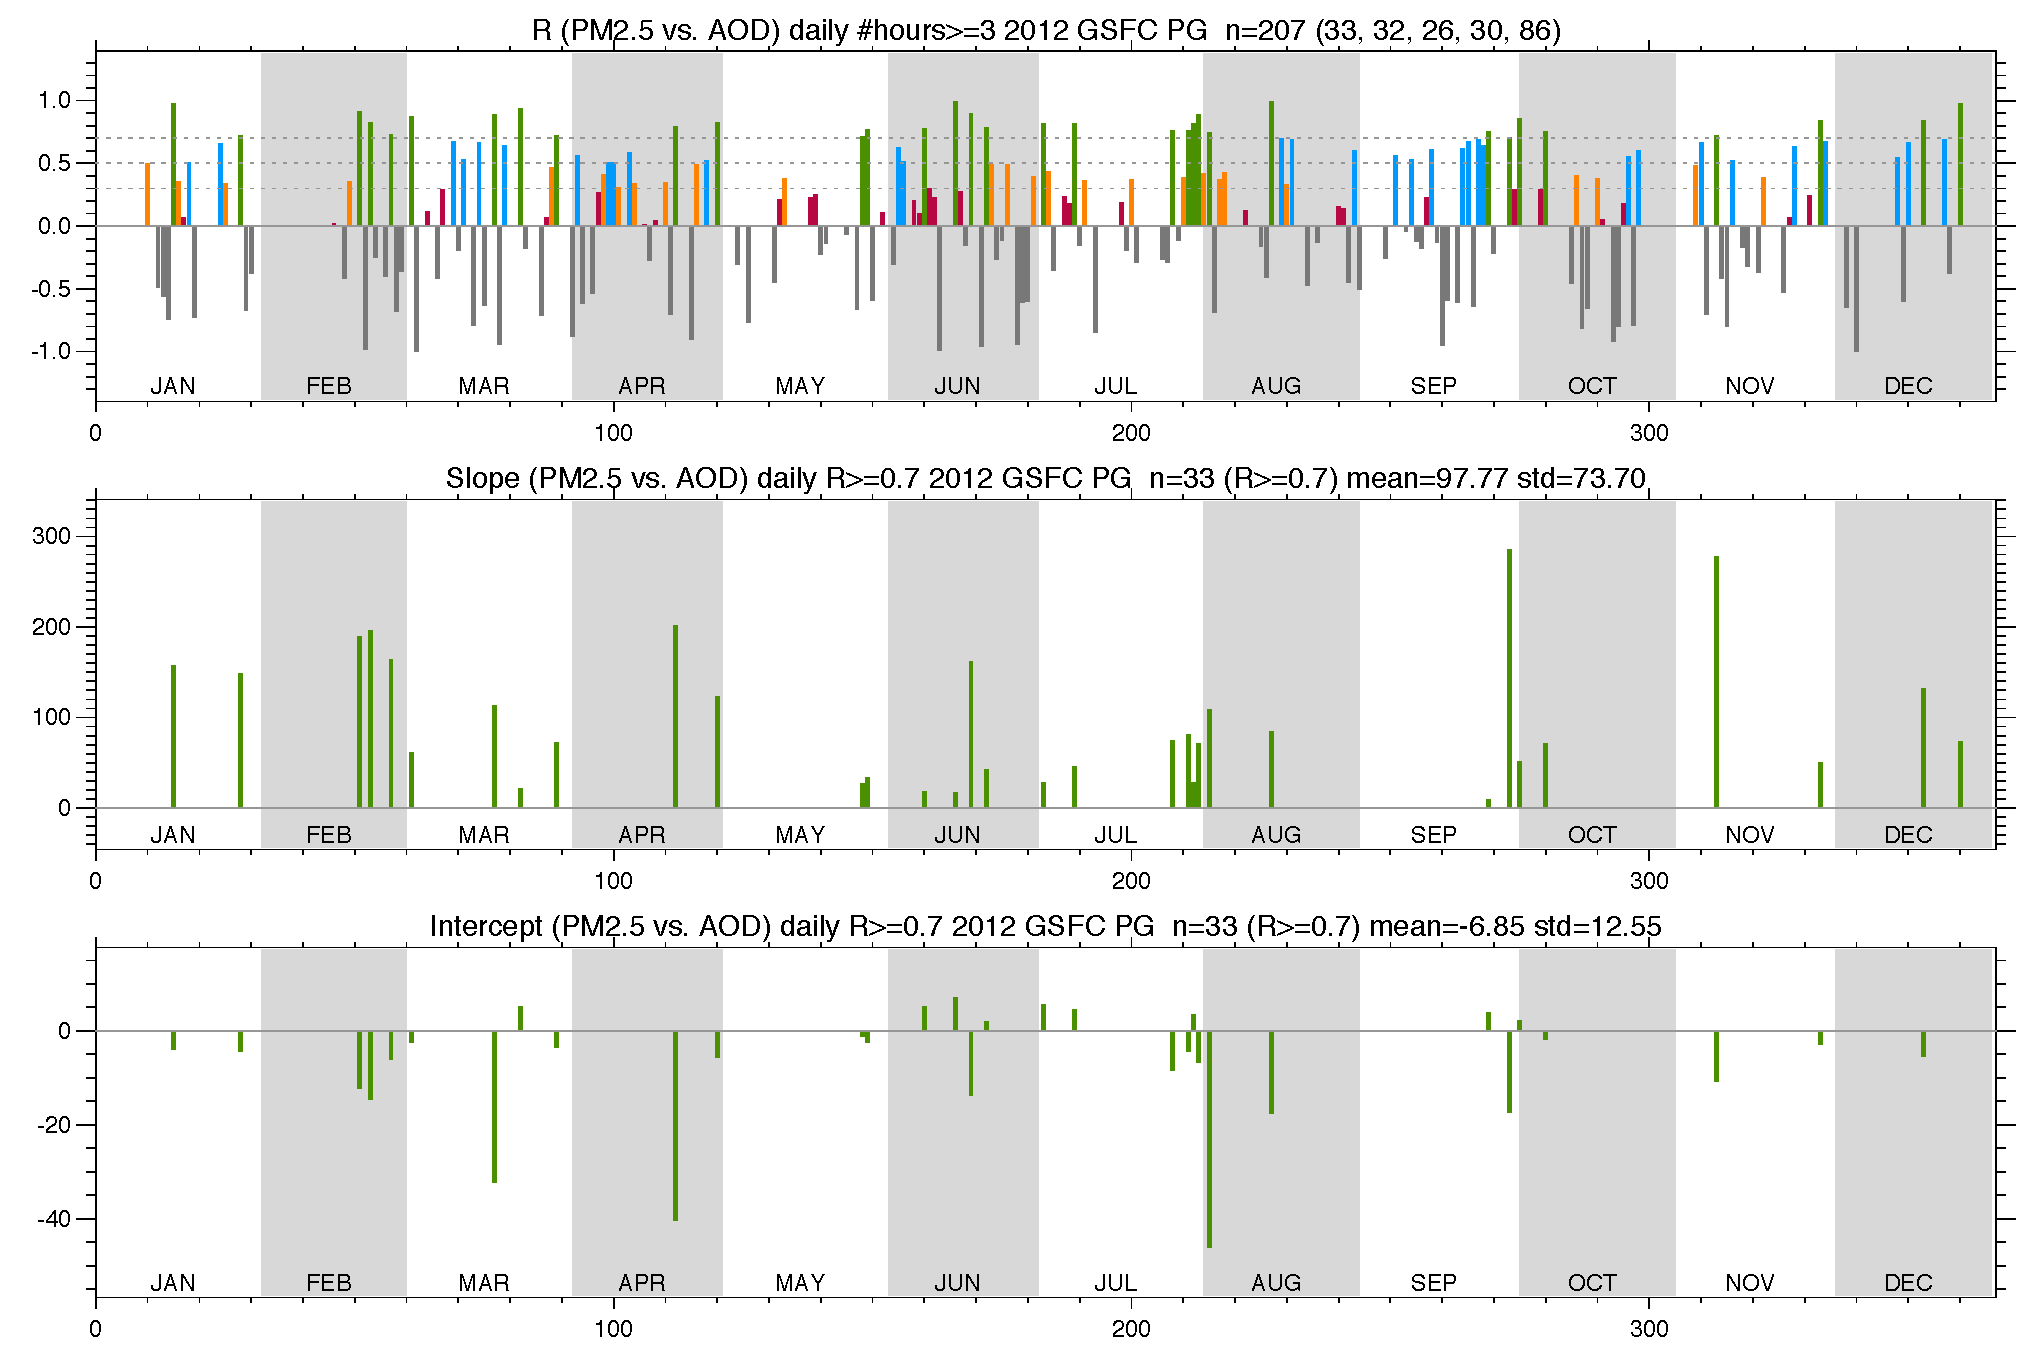 R (PM2.5 vs. AOD) daily #hours>=3 2012 GSFC PG n=207 (33, 32, 26, 30, 86)
1.0
0.5
0.0
-0.5
-1.0
JAN FEB MAR APR MAY JUN JUL AUG SEP OCT NOV DEC
0 100 200 300
Slope (PM2.5 vs. AOD) daily R>=0.7 2012 GSFC PG n=33 (R>=0.7) mean=97.77 std=73.70
300
200
100
0
JAN FEB MAR APR MAY JUN JUL AUG SEP OCT NOV DEC
0 100 200 300
Intercept (PM2.5 vs. AOD) daily R>=0.7 2012 GSFC PG n=33 (R>=0.7) mean=-6.85 std=12.55
0
-20
-40
JAN FEB MAR APR MAY JUN JUL AUG SEP OCT NOV DEC
0 100 200 300